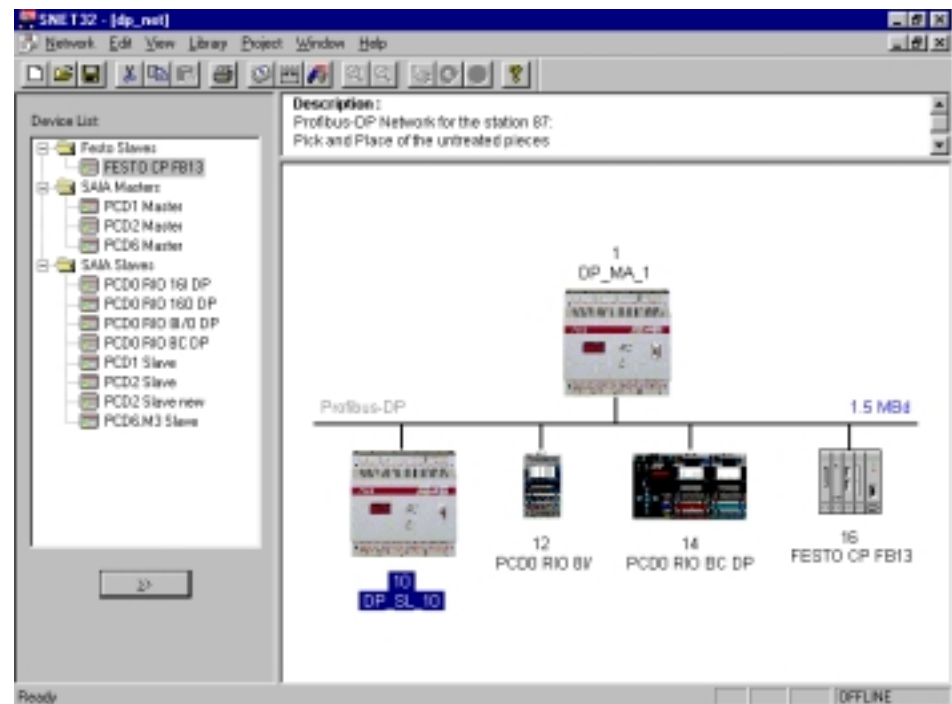 SNET32 - [dp_net]
Network Edit View Library Project Window Help
Device List
Festo Slaves
FESTO CP FB13
SAIA Masters
PCD1 Master
PCD2 Master
PCD6 Master
SAIA Slaves
PCD0 RIO 16I DP
PCD0 RIO 16O DP
PCD0 RIO 8I/O DP
PCD0 RIO 8C DP
PCD1 Slave
PCD2 Slave
PCD2 Slave new
PCD6.M3 Slave
>>
Description :
Profibus-DP Network for the station 87:
Pick and Place of the untreated pieces
1
DP_MA_1
Profibus-DP
1.5 MBd
10
DP_SL_10
12
PCD0 RIO 8I/
14
PCD0 RIO BC DP
16
FESTO CP FB13
Ready
OFFLINE